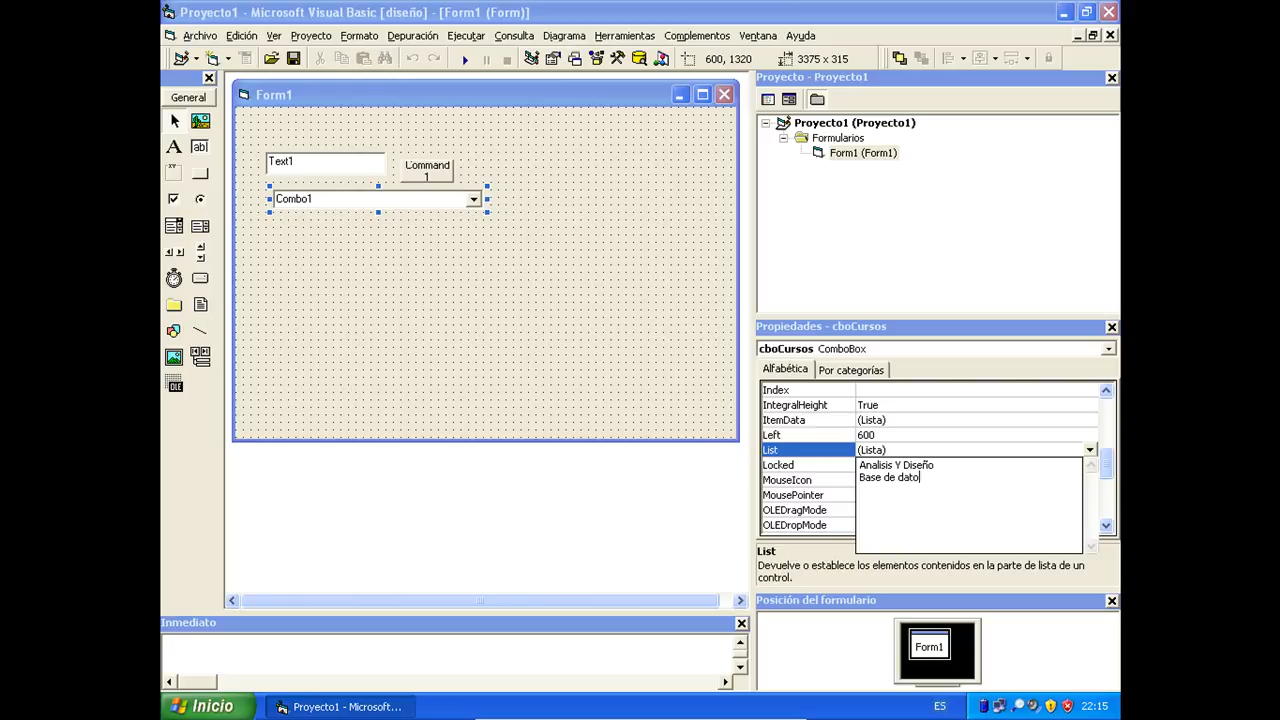 Proyecto1 - Microsoft Visual Basic [diseño] - [Form1 (Form)]
Archivo Edición Ver Proyecto Formato Depuración Ejecutar Consulta Diagrama Herramientas Complementos Ventana Ayuda
600, 1320 3375 x 315
General
Form1
Text1
Command
1
Combo1
Proyecto - Proyecto1
Proyecto1 (Proyecto1)
Formularios
Form1 (Form1)
Propiedades - cboCursos
cboCursos ComboBox
Alfabética Por categorías
Index
IntegralHeight True
ItemData (Lista)
Left 600
List (Lista)
Locked
MouseIcon
MousePointer
OLEDragMode
OLEDropMode
Analisis Y Diseño
Base de dato
List
Devuelve o establece los elementos contenidos en la parte de lista de un
control.
Posición del formulario
Form1
Inmediato
Inicio
Proyecto1 - Microsoft...
ES
22:15